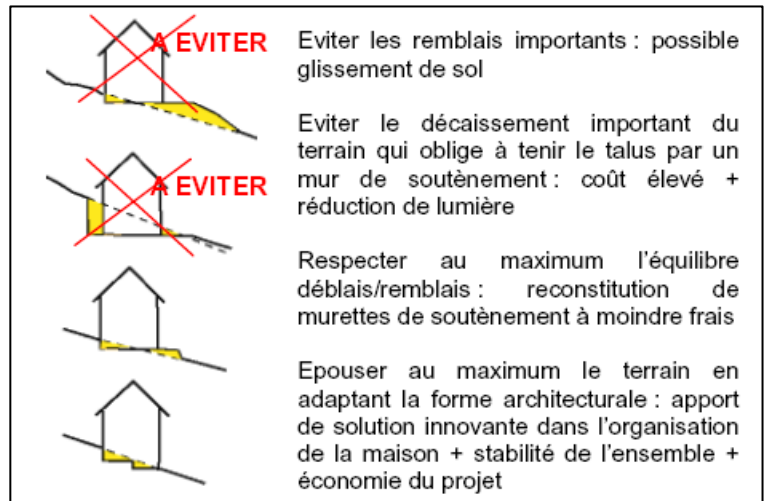 A EVITER
Eviter les remblais importants : possible
glissement de sol
Eviter le décaissement important du
terrain qui oblige à tenir le talus par un
A EVITER
mur de soutènement : coût élevé +
réduction de lumière
Respecter au maximum l'équilibre
déblais/remblais : reconstitution de
murettes de soutènement à moindre frais
Epouser au maximum le terrain en
adaptant la forme architecturale : apport
de solution innovante dans l'organisation
de la maison + stabilité de l'ensemble +
économie du projet